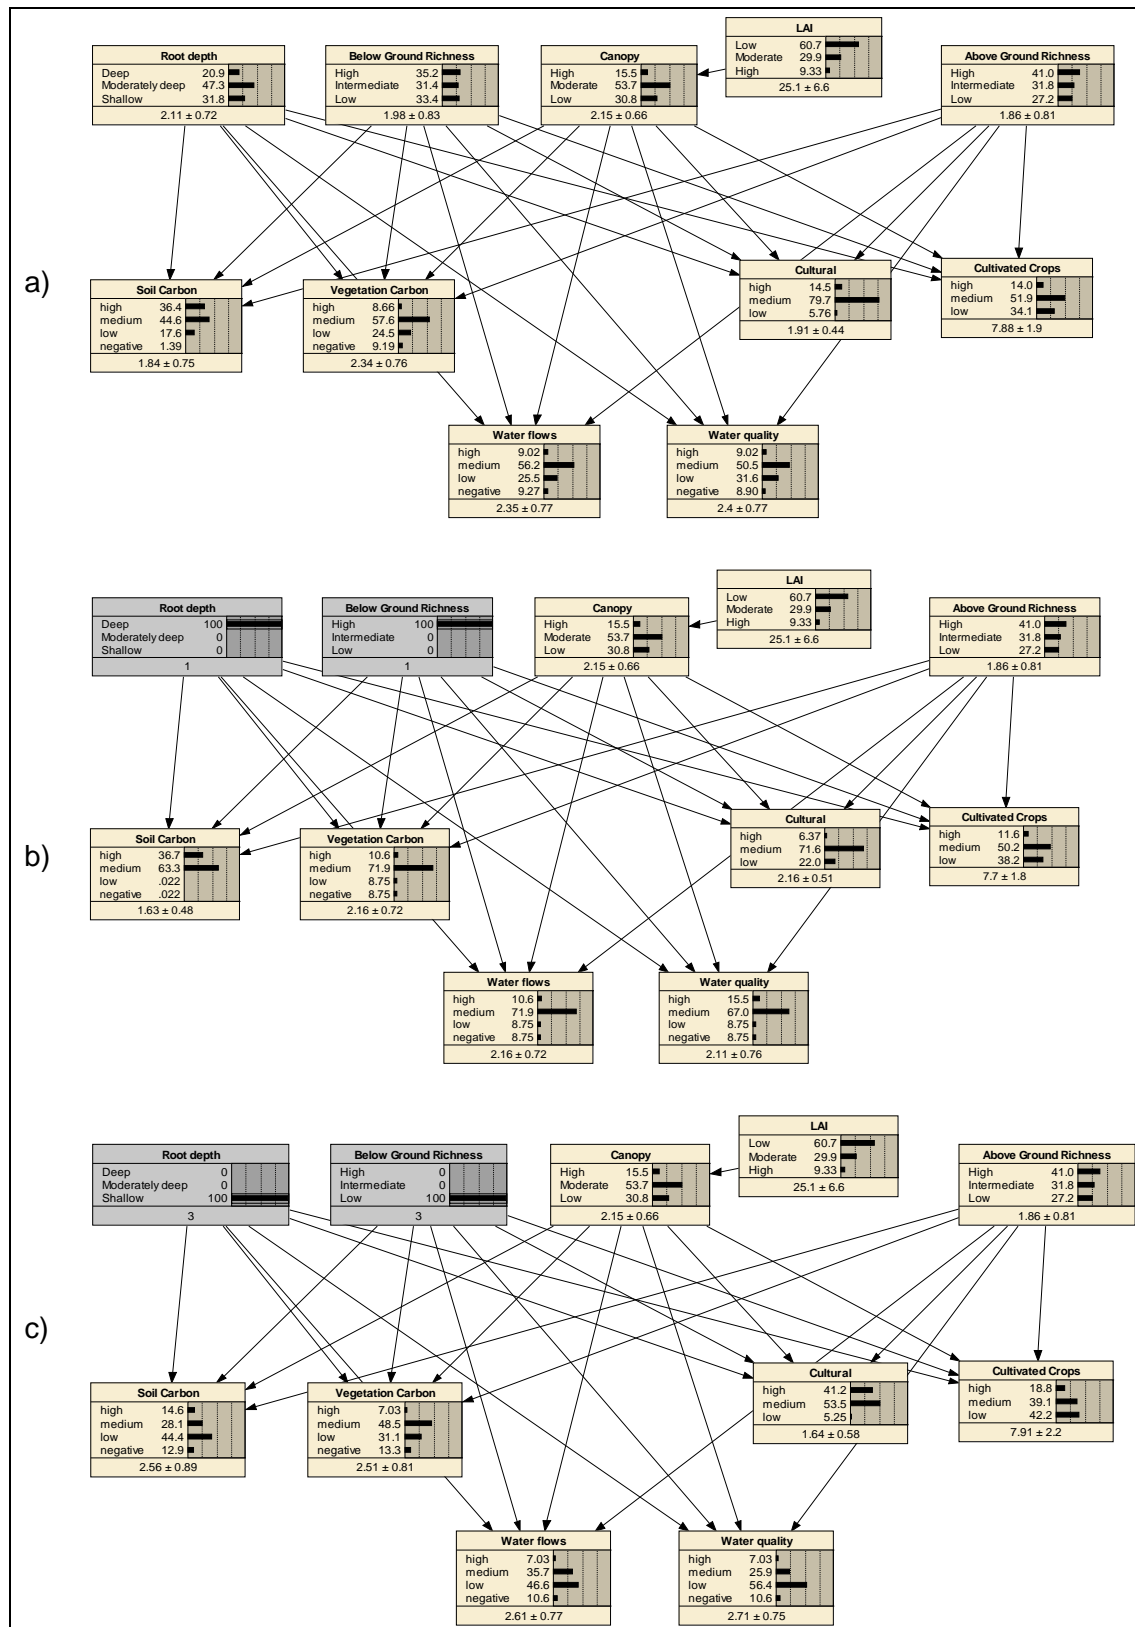 a)
LAI
Low 60.7
Moderate 29.9
High 9.33
25.1 ± 6.6
Root depth
Deep 20.9
Moderately deep 47.3
Shallow 31.8
2.11 ± 0.72
Below Ground Richness
High 35.2
Intermediate 31.4
Low 33.4
1.98 ± 0.83
Canopy
High 15.5
Moderate 53.7
Low 30.8
2.15 ± 0.66
Above Ground Richness
High 41.0
Intermediate 31.8
Low 27.2
1.86 ± 0.81
Soil Carbon
high 36.4
medium 44.6
low 17.6
negative 1.39
1.84 ± 0.75
Vegetation Carbon
high 8.66
medium 57.6
low 24.5
negative 9.19
2.34 ± 0.76
Cultural
high 14.5
medium 79.7
low 5.76
1.91 ± 0.44
Cultivated Crops
high 14.0
medium 51.9
low 34.1
7.88 ± 1.9
Water flows
high 9.02
medium 56.2
low 25.5
negative 9.27
2.35 ± 0.77
Water quality
high 9.02
medium 50.5
low 31.6
negative 8.90
2.4 ± 0.77
b)
LAI
Low 60.7
Moderate 29.9
High 9.33
25.1 ± 6.6
Root depth
Deep 100
Moderately deep 0
Shallow 0
1
Below Ground Richness
High 100
Intermediate 0
Low 0
1
Canopy
High 15.5
Moderate 53.7
Low 30.8
2.15 ± 0.66
Above Ground Richness
High 41.0
Intermediate 31.8
Low 27.2
1.86 ± 0.81
Soil Carbon
high 36.7
medium 63.3
low .022
negative .022
1.63 ± 0.48
Vegetation Carbon
high 10.6
medium 71.9
low 8.75
negative 8.75
2.16 ± 0.72
Cultural
high 6.37
medium 71.6
low 22.0
2.16 ± 0.51
Cultivated Crops
high 11.6
medium 50.2
low 38.2
7.7 ± 1.8
Water flows
high 10.6
medium 71.9
low 8.75
negative 8.75
2.16 ± 0.72
Water quality
high 15.5
medium 67.0
low 8.75
negative 8.75
2.11 ± 0.76
c)
LAI
Low 60.7
Moderate 29.9
High 9.33
25.1 ± 6.6
Root depth
Deep 0
Moderately deep 0
Shallow 100
3
Below Ground Richness
High 0
Intermediate 0
Low 100
3
Canopy
High 15.5
Moderate 53.7
Low 30.8
2.15 ± 0.66
Above Ground Richness
High 41.0
Intermediate 31.8
Low 27.2
1.86 ± 0.81
Soil Carbon
high 14.6
medium 28.1
low 44.4
negative 12.9
2.56 ± 0.89
Vegetation Carbon
high 7.03
medium 48.5
low 31.1
negative 13.3
2.51 ± 0.81
Cultural
high 41.2
medium 53.5
low 5.25
1.64 ± 0.58
Cultivated Crops
high 18.8
medium 39.1
low 42.2
7.91 ± 2.2
Water flows
high 7.03
medium 35.7
low 46.6
negative 10.6
2.61 ± 0.77
Water quality
high 7.03
medium 25.9
low 56.4
negative 10.6
2.71 ± 0.75